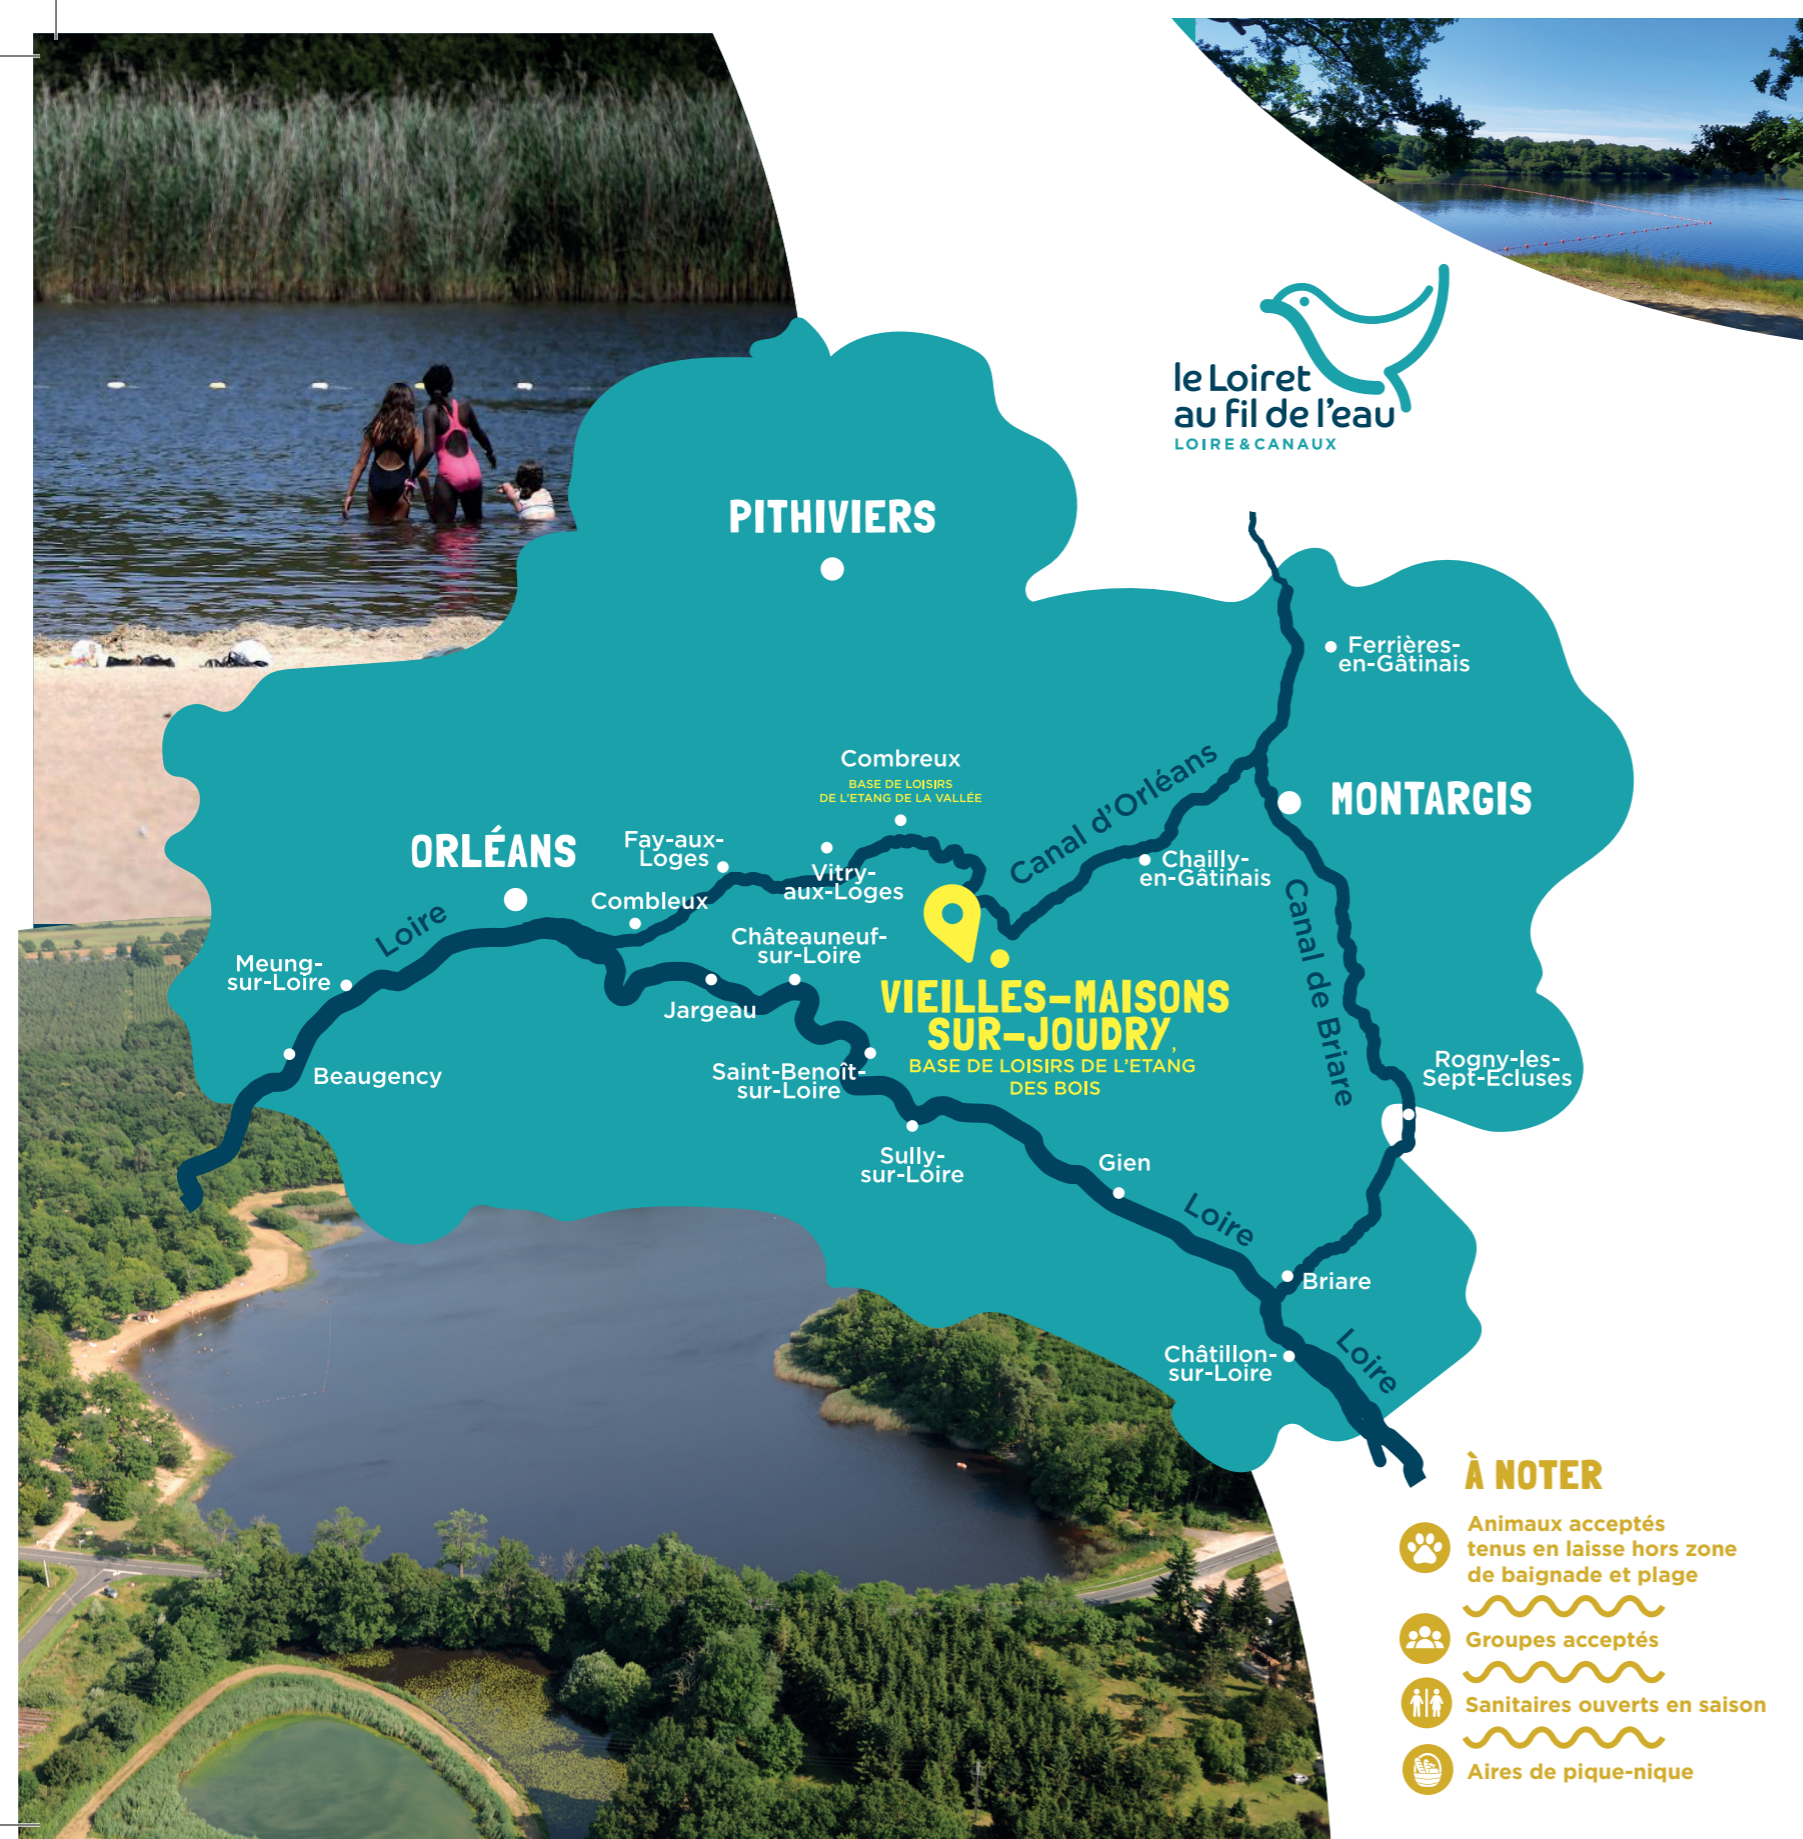 le Loiret
au fil de l'eau
LOIRE & CANAUX
PITHIVIERS
Ferrières-
en-Gâtinais
Combreux
BASE DE LOISIRS
DE L'ETANG DE LA VALLÉE
Canal d'Orléans
MONTARGIS
ORLÉANS
Fay-aux-
Loges
Vitry-
aux-Loges
Chailly-
en-Gâtinais
Combleux
Loire
Canal de Briare
Meung-
sur-Loire
Châteauneuf-
sur-Loire
Jargeau
VIEILLES-MAISONS
SUR-JOUDRY,
BASE DE LOISIRS DE L'ETANG
DES BOIS
Beaugency
Saint-Benoît-
sur-Loire
Rogny-les-
Sept-Ecluses
Sully-
sur-Loire
Gien
Loire
Briare
Châtillon-
sur-Loire
Loire
À NOTER
Animaux acceptés
tenus en laisse hors zone
de baignade et plage
Groupes acceptés
Sanitaires ouverts en saison
Aires de pique-nique